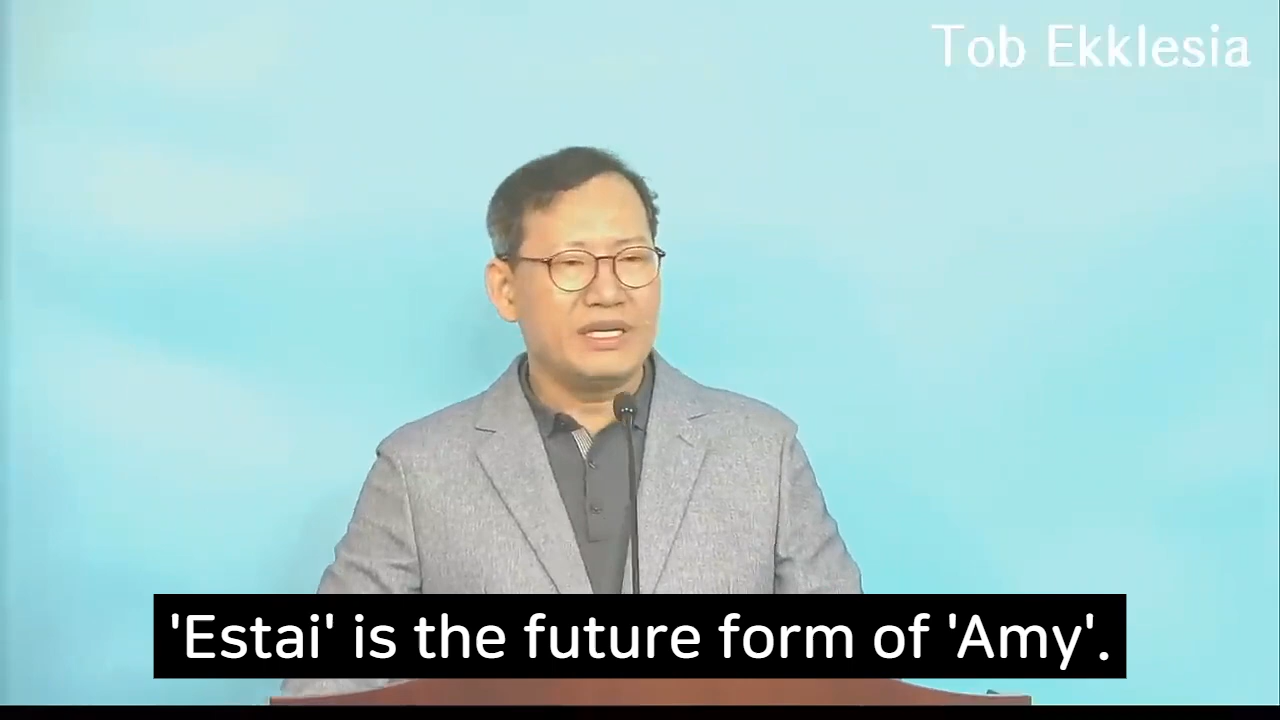 Tob Ekklesia
'Estai' is the future form of 'Amy'.